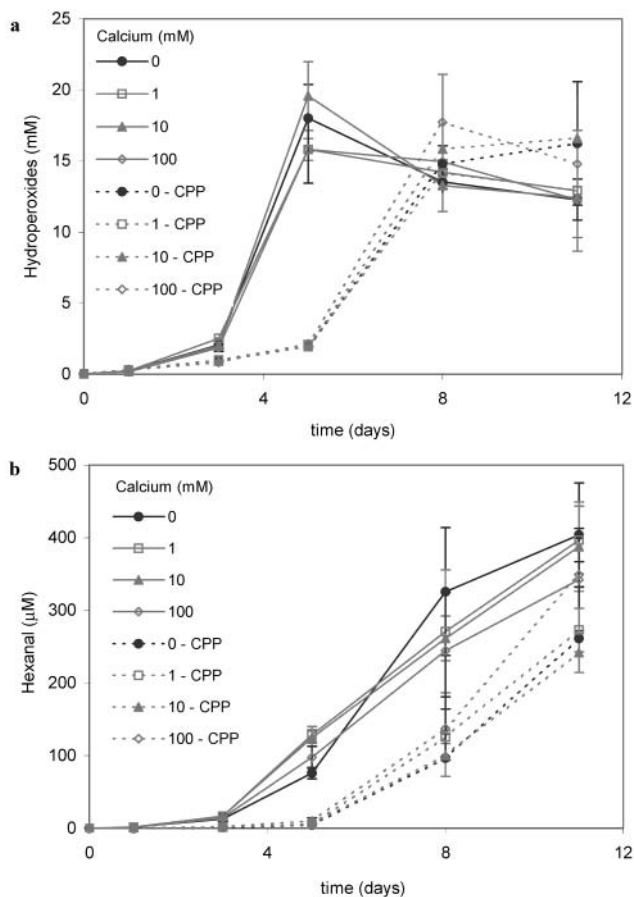 a
Calcium (mM)
0
1
10
100
0 - CPP
1 - CPP
10 - CPP
100 - CPP
Hydroperoxides (mM)
25
20
15
10
5
0
0 4 8 12
time (days)
b
Calcium (mM)
0
1
10
100
0 - CPP
1 - CPP
10 - CPP
100 - CPP
Hexanal (μM)
500
400
300
200
100
0
0 4 8 12
time (days)